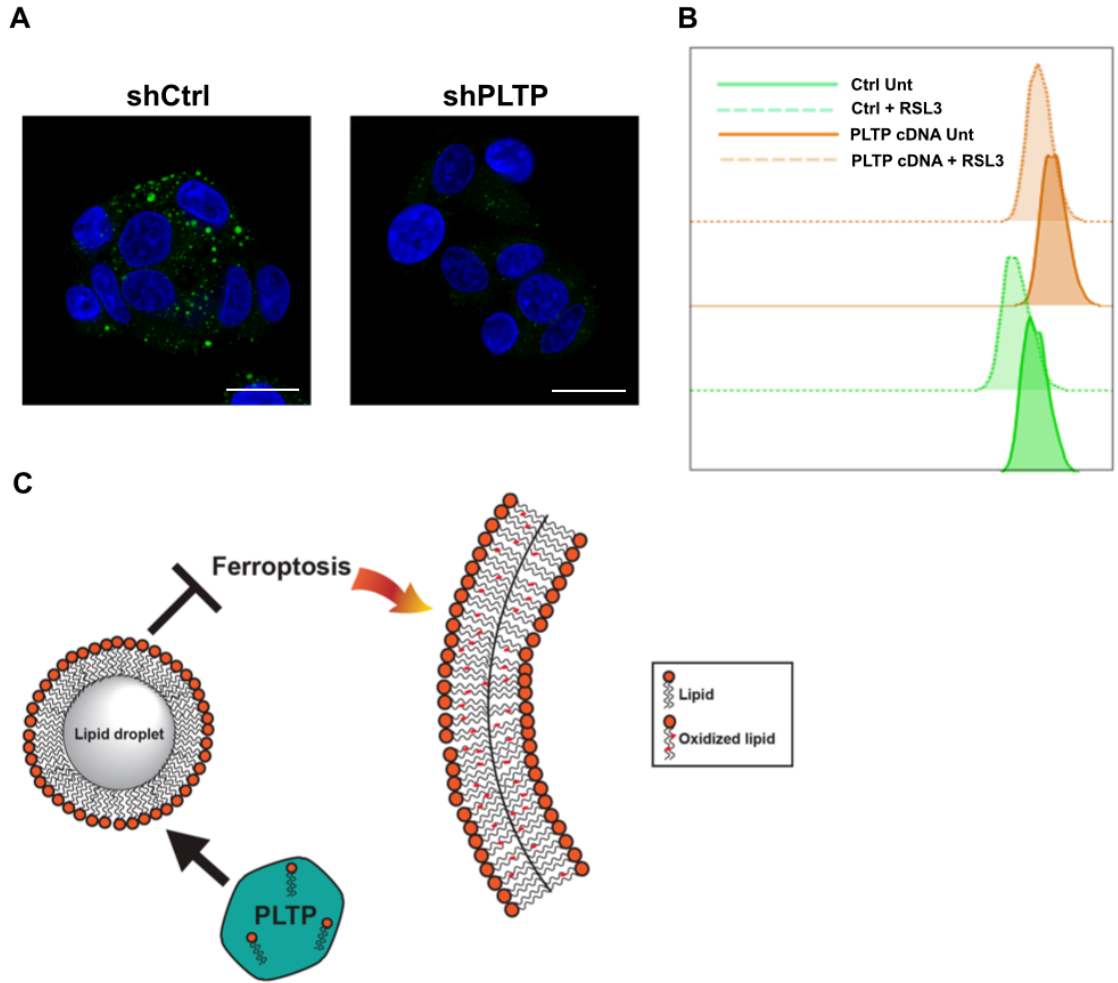 A
shCtrl
shPLTP
B
Ctrl Unt
Ctrl + RSL3
PLTP cDNA Unt
PLTP cDNA + RSL3
C
Ferroptosis
Lipid droplet
PLTP
Lipid
Oxidized lipid